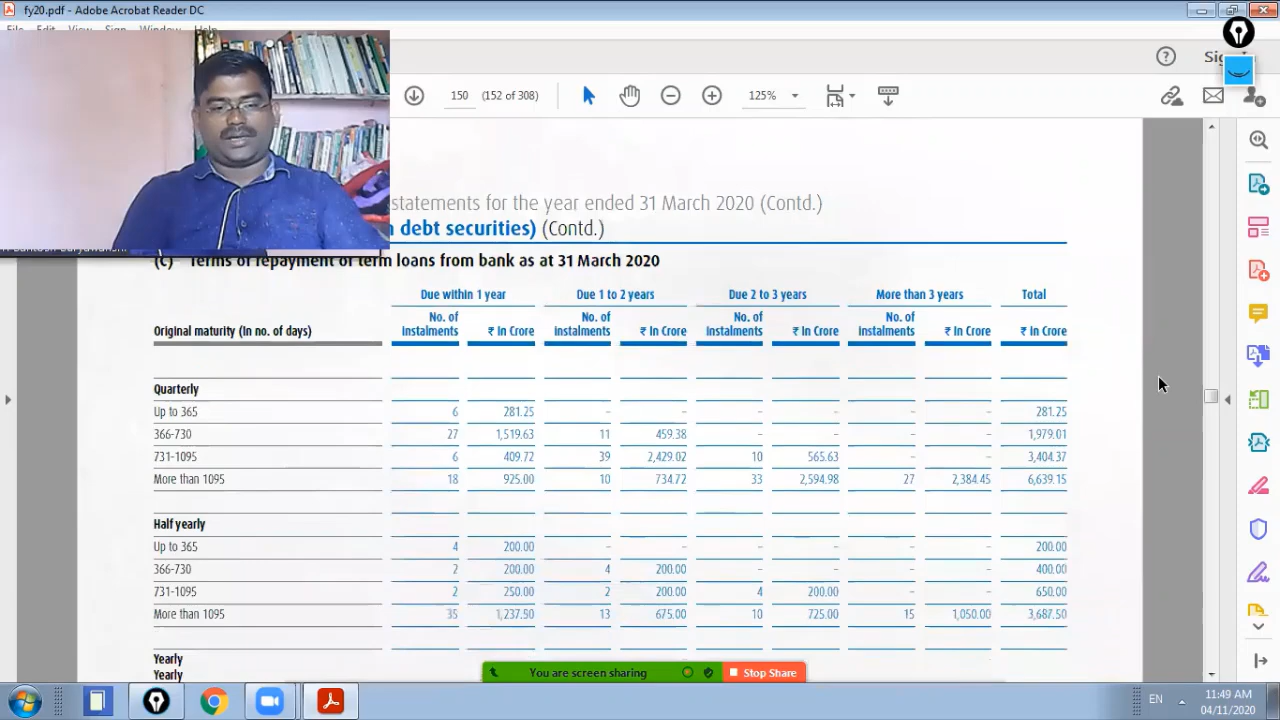 fy20.pdf - Adobe Acrobat Reader DC
150 (152 of 308) 125%
statements for the year ended 31 March 2020 (Contd.)
debt securities) (Contd.)
(c) Terms of repayment of term loans from bank as at 31 March 2020
Due within 1 year Due 1 to 2 years Due 2 to 3 years More than 3 years Total
Original maturity (In no. of days) No. of instalments ₹ In Crore No. of instalments ₹ In Crore No. of instalments ₹ In Crore No. of instalments ₹ In Crore ₹ In Crore
Quarterly
Up to 365 6 281.25 – – – – – – 281.25
366-730 27 1,519.63 11 459.38 – – – – 1,979.01
731-1095 6 409.72 39 2,429.02 10 565.63 – – 3,404.37
More than 1095 18 925.00 10 734.72 33 2,594.98 27 2,384.45 6,639.15
Half yearly
Up to 365 4 200.00 – – – – – – 200.00
366-730 2 200.00 4 200.00 – – – – 400.00
731-1095 2 250.00 2 200.00 4 200.00 – – 650.00
More than 1095 35 1,237.50 13 675.00 10 725.00 15 1,050.00 3,687.50
Yearly
Yearly
You are screen sharing Stop Share
EN 11:49 AM
04/11/2020